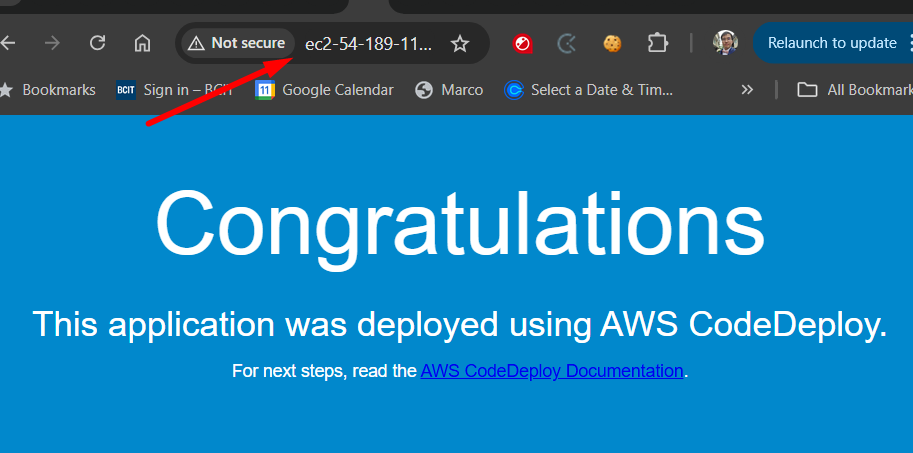 Not secure
ec2-54-189-11...
Relaunch to update
Bookmarks
BCIT
Sign in – BCIT
11
Google Calendar
Marco
Select a Date & Tim...
»
All Bookmark
Congratulations
This application was deployed using AWS CodeDeploy.
For next steps, read the AWS CodeDeploy Documentation.